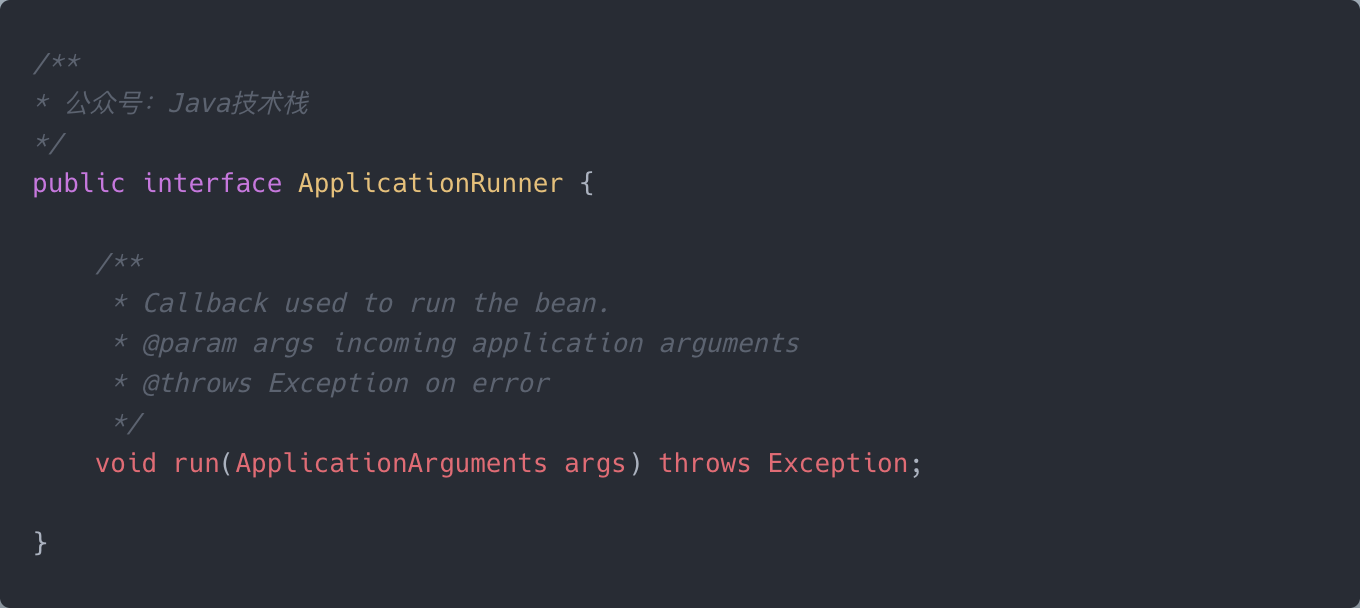 /**
* 公众号：Java技术栈
*/
public interface ApplicationRunner {
    /**
     * Callback used to run the bean.
     * @param args incoming application arguments
     * @throws Exception on error
     */
    void run(ApplicationArguments args) throws Exception;
}